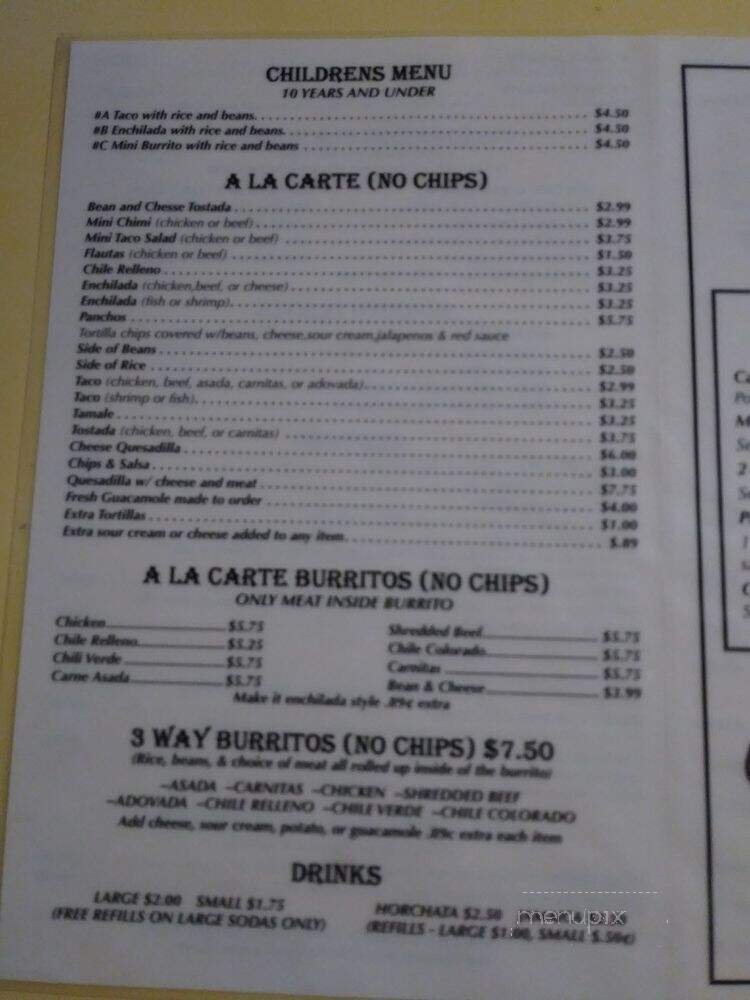 CHILDRENS MENU
10 YEARS AND UNDER
#A Taco with rice and beans. $4.50
#B Enchilada with rice and beans. $4.50
#C Mini Burrito with rice and beans $4.50
A LA CARTE (NO CHIPS)
Bean and Chesse Tostada $2.99
Mini Chimi (chicken or beef) $2.99
Mini Taco Salad (chicken or beef) $3.75
Flautas (chicken or beef) $1.50
Chile Relleno $3.25
Enchilada (chicken,beef, or cheese) $3.25
Enchilada (fish or shrimp). $3.25
Panchos $5.75
Tortilla chips covered w/beans, cheese,sour cream,jalapenos & red sauce
Side of Beans $2.50
Side of Rice $2.50
Taco (chicken, beef, asada, carnitas, or adovada) $2.99
Taco (shrimp or fish). $3.25
Tamale $3.25
Tostada (chicken, beef, or carnitas) $3.75
Cheese Quesadilla $6.00
Chips & Salsa $3.00
Quesadilla w/ cheese and meat $7.75
Fresh Guacamole made to order $4.00
Extra Tortillas $1.00
Extra sour cream or cheese added to any item. $.89
A LA CARTE BURRITOS (NO CHIPS)
ONLY MEAT INSIDE BURRITO
Chicken $5.75 Shredded Beef $5.75
Chile Relleno $5.25 Chile Colorado $5.75
Chili Verde $5.75 Carnitas $5.75
Carne Asada $5.75 Bean & Cheese $3.99
Make it enchilada style .89¢ extra
3 WAY BURRITOS (NO CHIPS) $7.50
(Rice, beans, & choice of meat all rolled up inside of the burrito)
~ASADA ~CARNITAS ~CHICKEN ~SHREDDED BEEF
~ADOVADA ~CHILE RELLENO ~CHILE VERDE ~CHILE COLORADO
Add cheese, sour cream, potato, or guacamole .89¢ extra each item
DRINKS
LARGE $2.00 SMALL $1.75 HORCHATA $2.50
(FREE REFILLS ON LARGE SODAS ONLY) (REFILLS - LARGE $1.00, SMALL $.50¢)
menupix